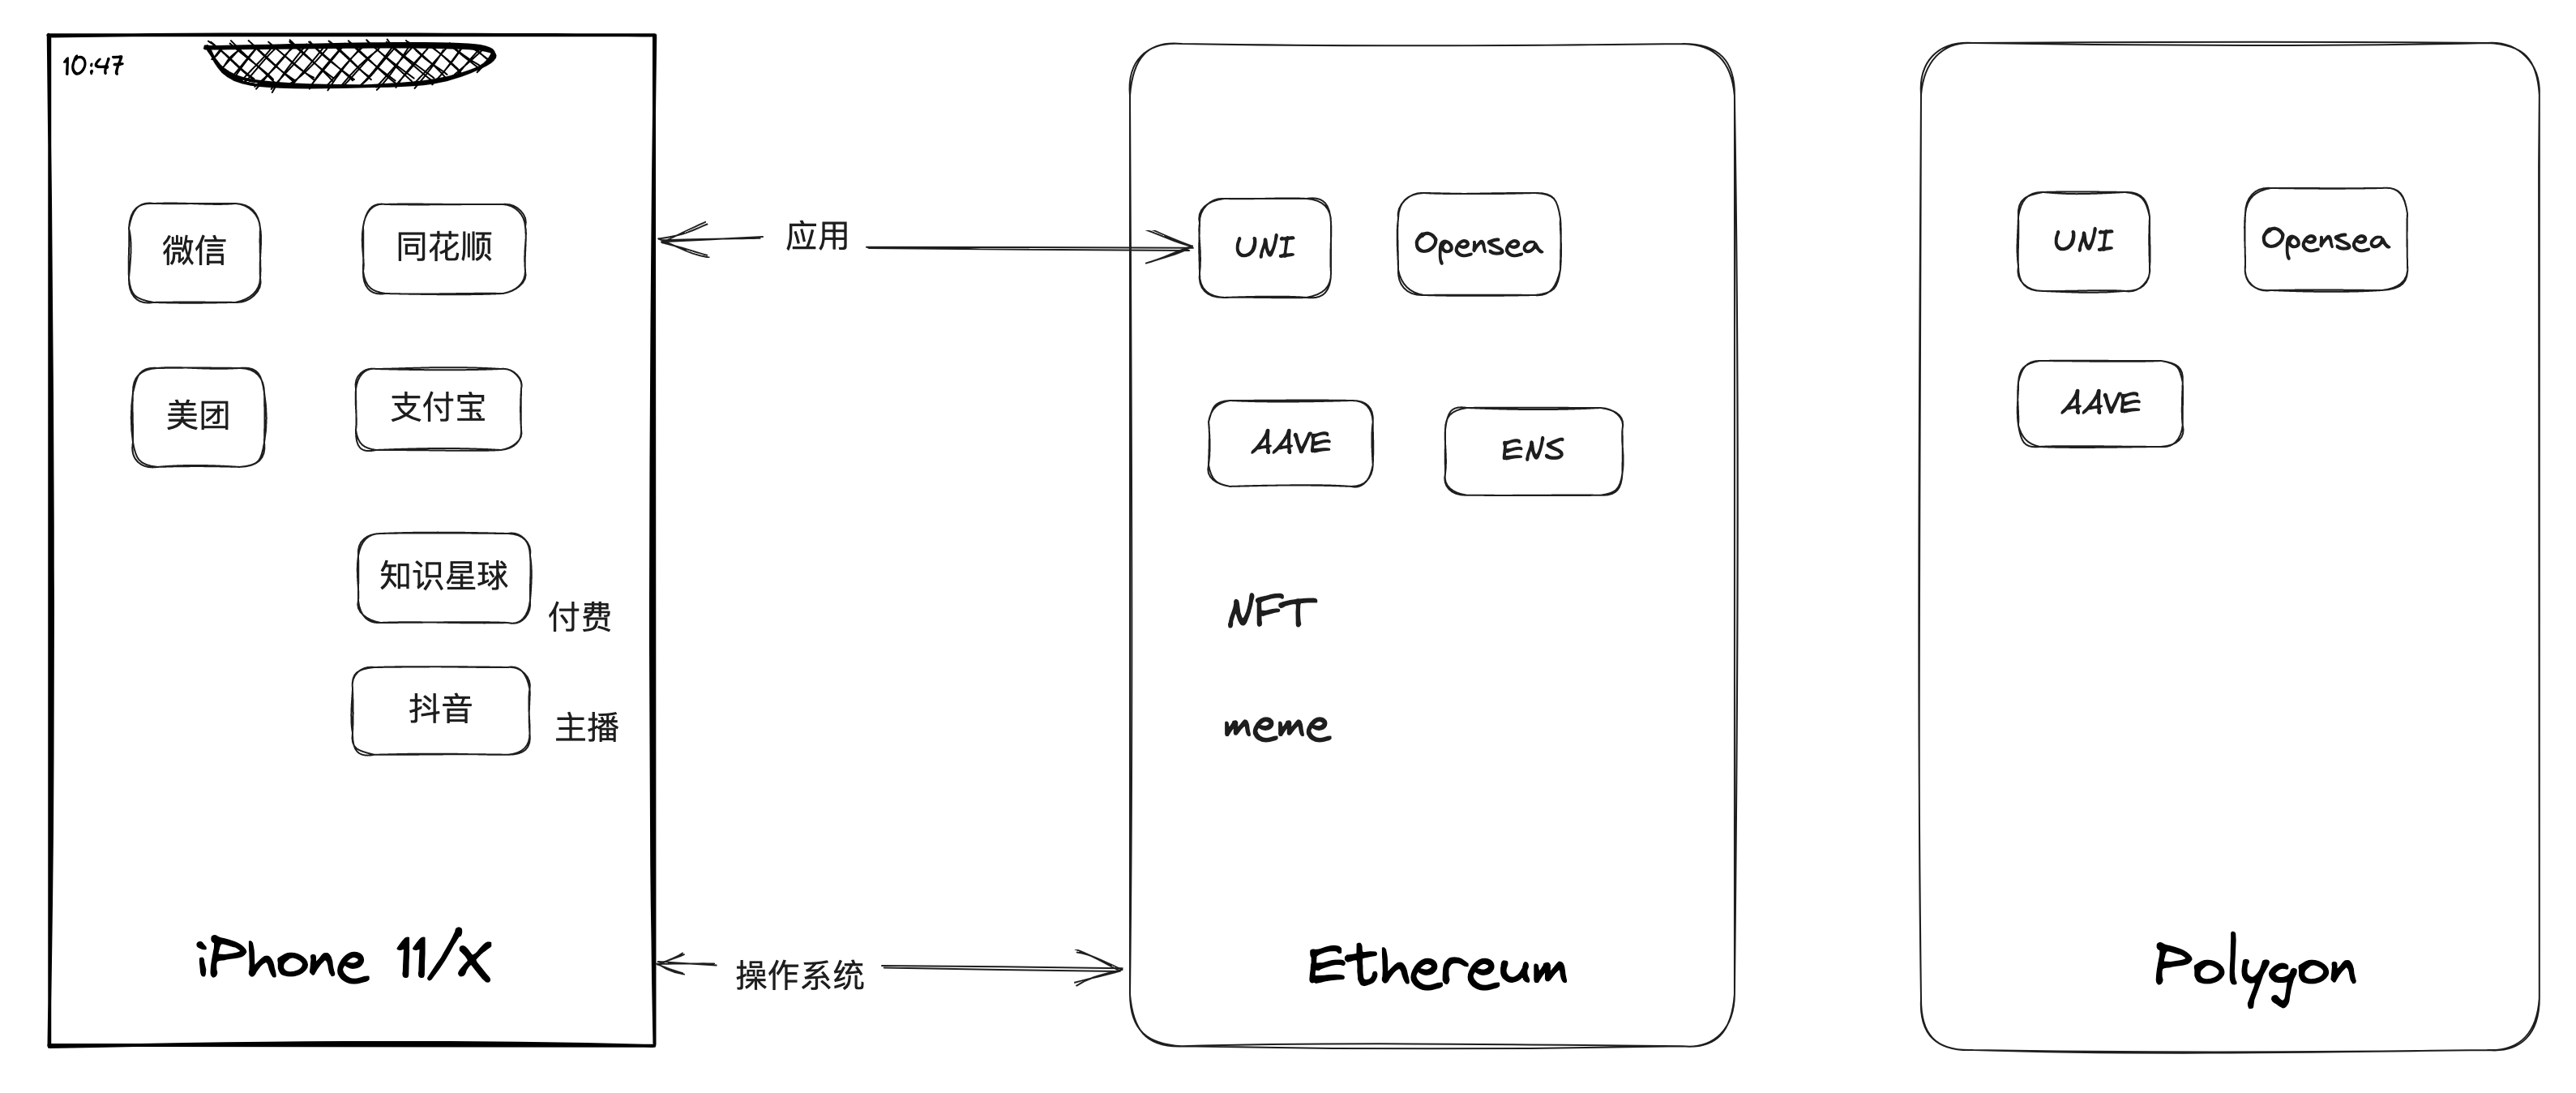 10:47
微信
同花顺
美团
支付宝
知识星球
付费
抖音
主播
iPhone 11/X
应用
操作系统
UNI
Opensea
AAVE
ENS
NFT
meme
Ethereum
UNI
Opensea
AAVE
Polygon